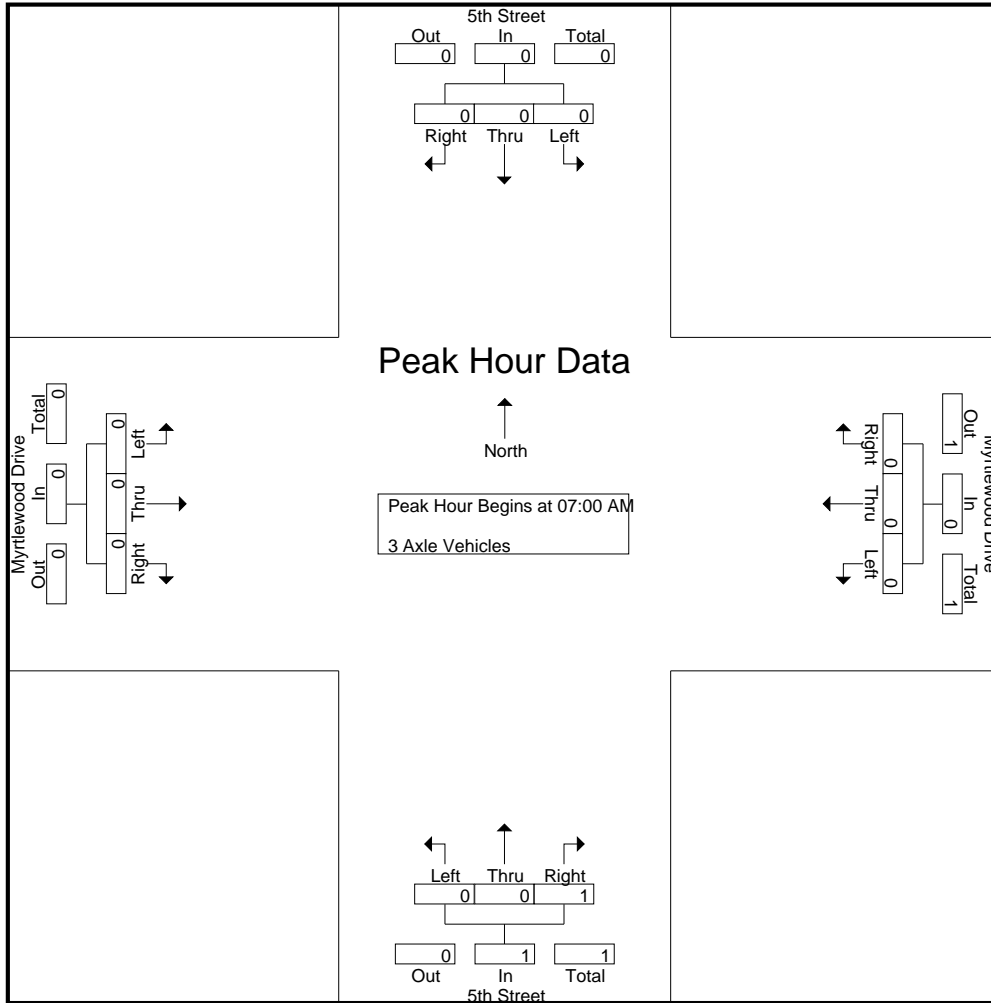 5th Street
Out In Total
0 0 0
0 0 0
Right Thru Left
Peak Hour Data
North
Peak Hour Begins at 07:00 AM
3 Axle Vehicles
Myrtlewood Drive
Total In Out
0 0 0
0 0 0
Left Thru Right
Myrtlewood Drive
Out In Total
1 0 1
0 0 0
Right Thru Left
Left Thru Right
0 0 1
0 1 1
Out In Total
5th Street